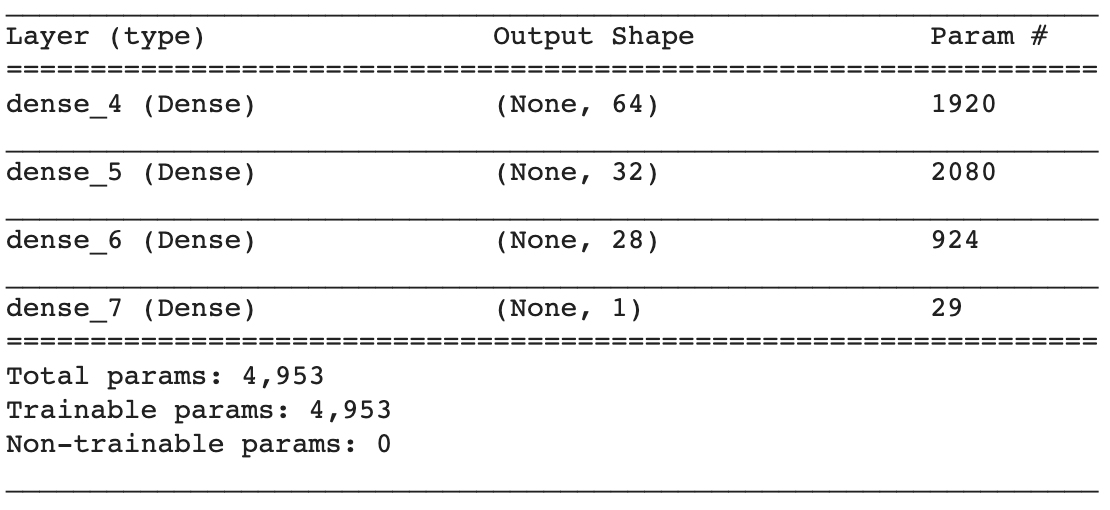 Layer (type) Output Shape Param #
=================================================================
dense_4 (Dense) (None, 64) 1920
dense_5 (Dense) (None, 32) 2080
dense_6 (Dense) (None, 28) 924
dense_7 (Dense) (None, 1) 29
=================================================================
Total params: 4,953
Trainable params: 4,953
Non-trainable params: 0